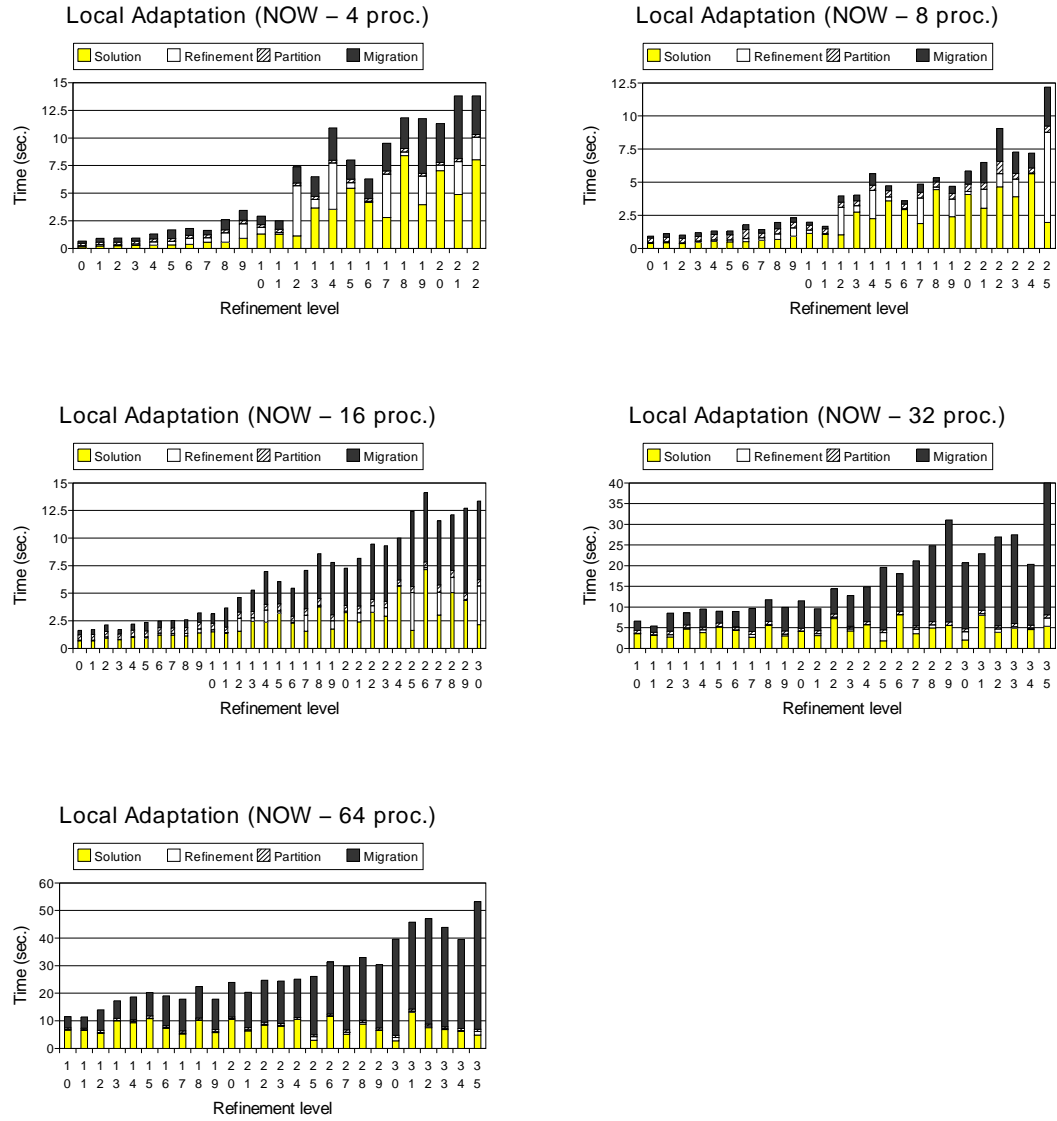 Local Adaptation (NOW – 4 proc.)
Solution Refinement Partition Migration
15
12.5
10
7.5
5
2.5
0
Time (sec.)
0 1 2 3 4 5 6 7 8 9 1 1 1 1 1 1 1 1 1 1 2 2 2
0 1 2 3 4 5 6 7 8 9 0 1 2
Refinement level
Local Adaptation (NOW – 8 proc.)
Solution Refinement Partition Migration
12.5
10
7.5
5
2.5
0
Time (sec.)
0 1 2 3 4 5 6 7 8 9 1 1 1 1 1 1 1 1 1 1 2 2 2 2 2 2
0 1 2 3 4 5 6 7 8 9 0 1 2 3 4 5
Refinement level
Local Adaptation (NOW – 16 proc.)
Solution Refinement Partition Migration
15
12.5
10
7.5
5
2.5
0
Time (sec.)
0 1 2 3 4 5 6 7 8 9 1 1 1 1 1 1 1 1 1 1 2 2 2 2 2 2 2 2 2 2 3
0 1 2 3 4 5 6 7 8 9 0 1 2 3 4 5 6 7 8 9 0
Refinement level
Local Adaptation (NOW – 32 proc.)
Solution Refinement Partition Migration
40
35
30
25
20
15
10
5
0
Time (sec.)
1 1 1 1 1 1 1 1 1 1 2 2 2 2 2 2 2 2 2 2 3 3 3 3 3 3
0 1 2 3 4 5 6 7 8 9 0 1 2 3 4 5 6 7 8 9 0 1 2 3 4 5
Refinement level
Local Adaptation (NOW – 64 proc.)
Solution Refinement Partition Migration
60
50
40
30
20
10
0
Time (sec.)
1 1 1 1 1 1 1 1 1 1 2 2 2 2 2 2 2 2 2 2 3 3 3 3 3 3
0 1 2 3 4 5 6 7 8 9 0 1 2 3 4 5 6 7 8 9 0 1 2 3 4 5
Refinement level